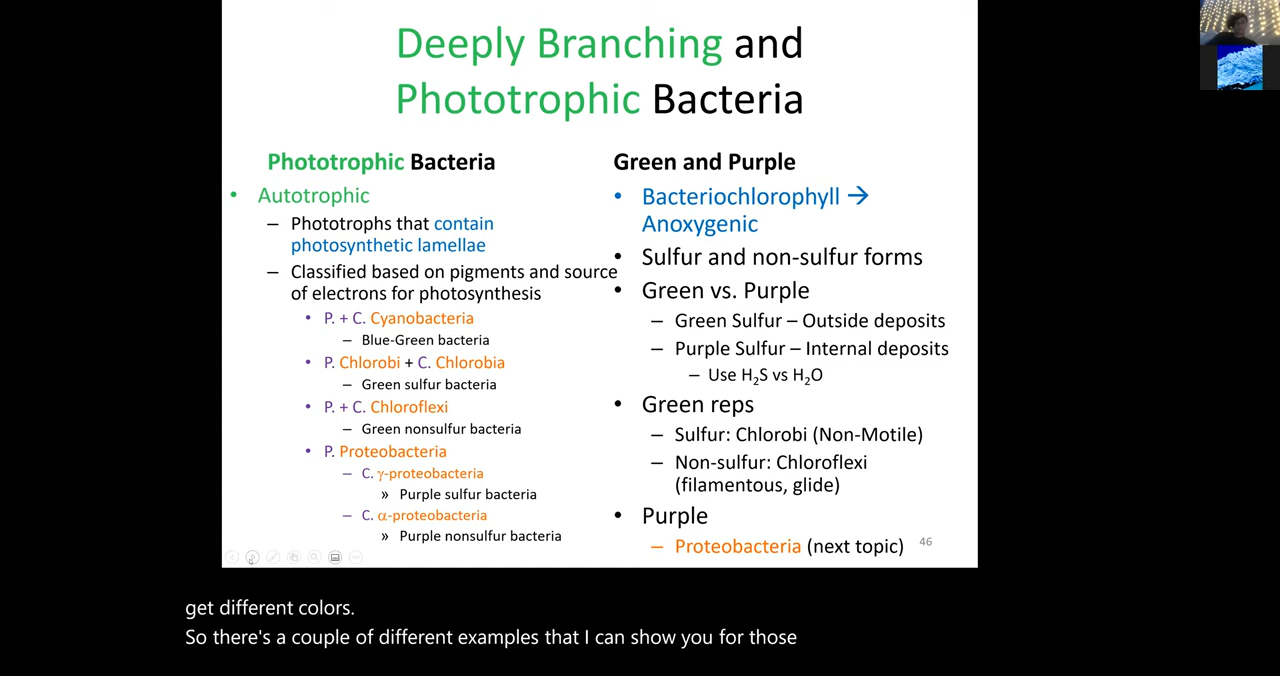 Deeply Branching and
Phototrophic Bacteria
Phototrophic Bacteria
• Autotrophic
– Phototrophs that contain
photosynthetic lamellae
– Classified based on pigments and source
of electrons for photosynthesis
• P. + C. Cyanobacteria
– Blue-Green bacteria
• P. Chlorobi + C. Chlorobia
– Green sulfur bacteria
• P. + C. Chloroflexi
– Green nonsulfur bacteria
• P. Proteobacteria
– C. γ-proteobacteria
» Purple sulfur bacteria
– C. α-proteobacteria
» Purple nonsulfur bacteria
Green and Purple
• Bacteriochlorophyll →
Anoxygenic
• Sulfur and non-sulfur forms
• Green vs. Purple
– Green Sulfur – Outside deposits
– Purple Sulfur – Internal deposits
– Use H₂S vs H₂O
• Green reps
– Sulfur: Chlorobi (Non-Motile)
– Non-sulfur: Chloroflexi
(filamentous, glide)
• Purple
– Proteobacteria (next topic)
46
get different colors.
So there's a couple of different examples that I can show you for those